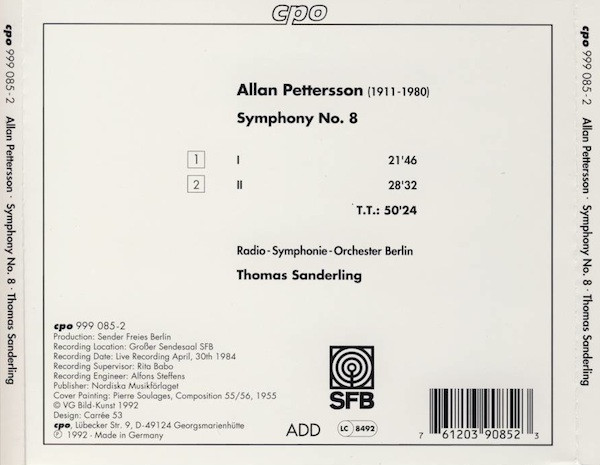 cpo
cpo 999 085-2 Allan Pettersson · Symphony No. 8 · Thomas Sanderling
Allan Pettersson (1911-1980)
Symphony No. 8
1 I 21'46
2 II 28'32
T.T.: 50'24
Radio-Symphonie-Orchester Berlin
Thomas Sanderling
cpo 999 085-2
Production: Sender Freies Berlin
Recording Location: Großer Sendesaal SFB
Recording Date: Live Recording April, 30th 1984
Recording Supervisor: Rita Babo
Recording Engineer: Alfons Steffens
Publisher: Nordiska Musikförlaget
Cover Painting: Pierre Soulages, Composition 55/56, 1955
© VG Bild-Kunst 1992
Design: Carrée 53
cpo, Lübecker Str. 9, D-49124 Georgsmarienhütte
℗ 1992 - Made in Germany
SFB
ADD
LC 8492
7 61203 90852 3
cpo 999 085-2 Allan Pettersson · Symphony No. 8 · Thomas Sanderling